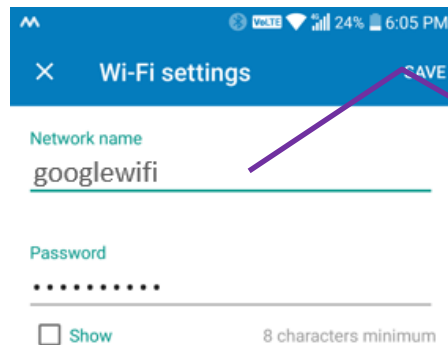 VoLTE 24% 6:05 PM
Wi-Fi settings SAVE
Network name
googlewifi
Password
••••••••••
Show 8 characters minimum